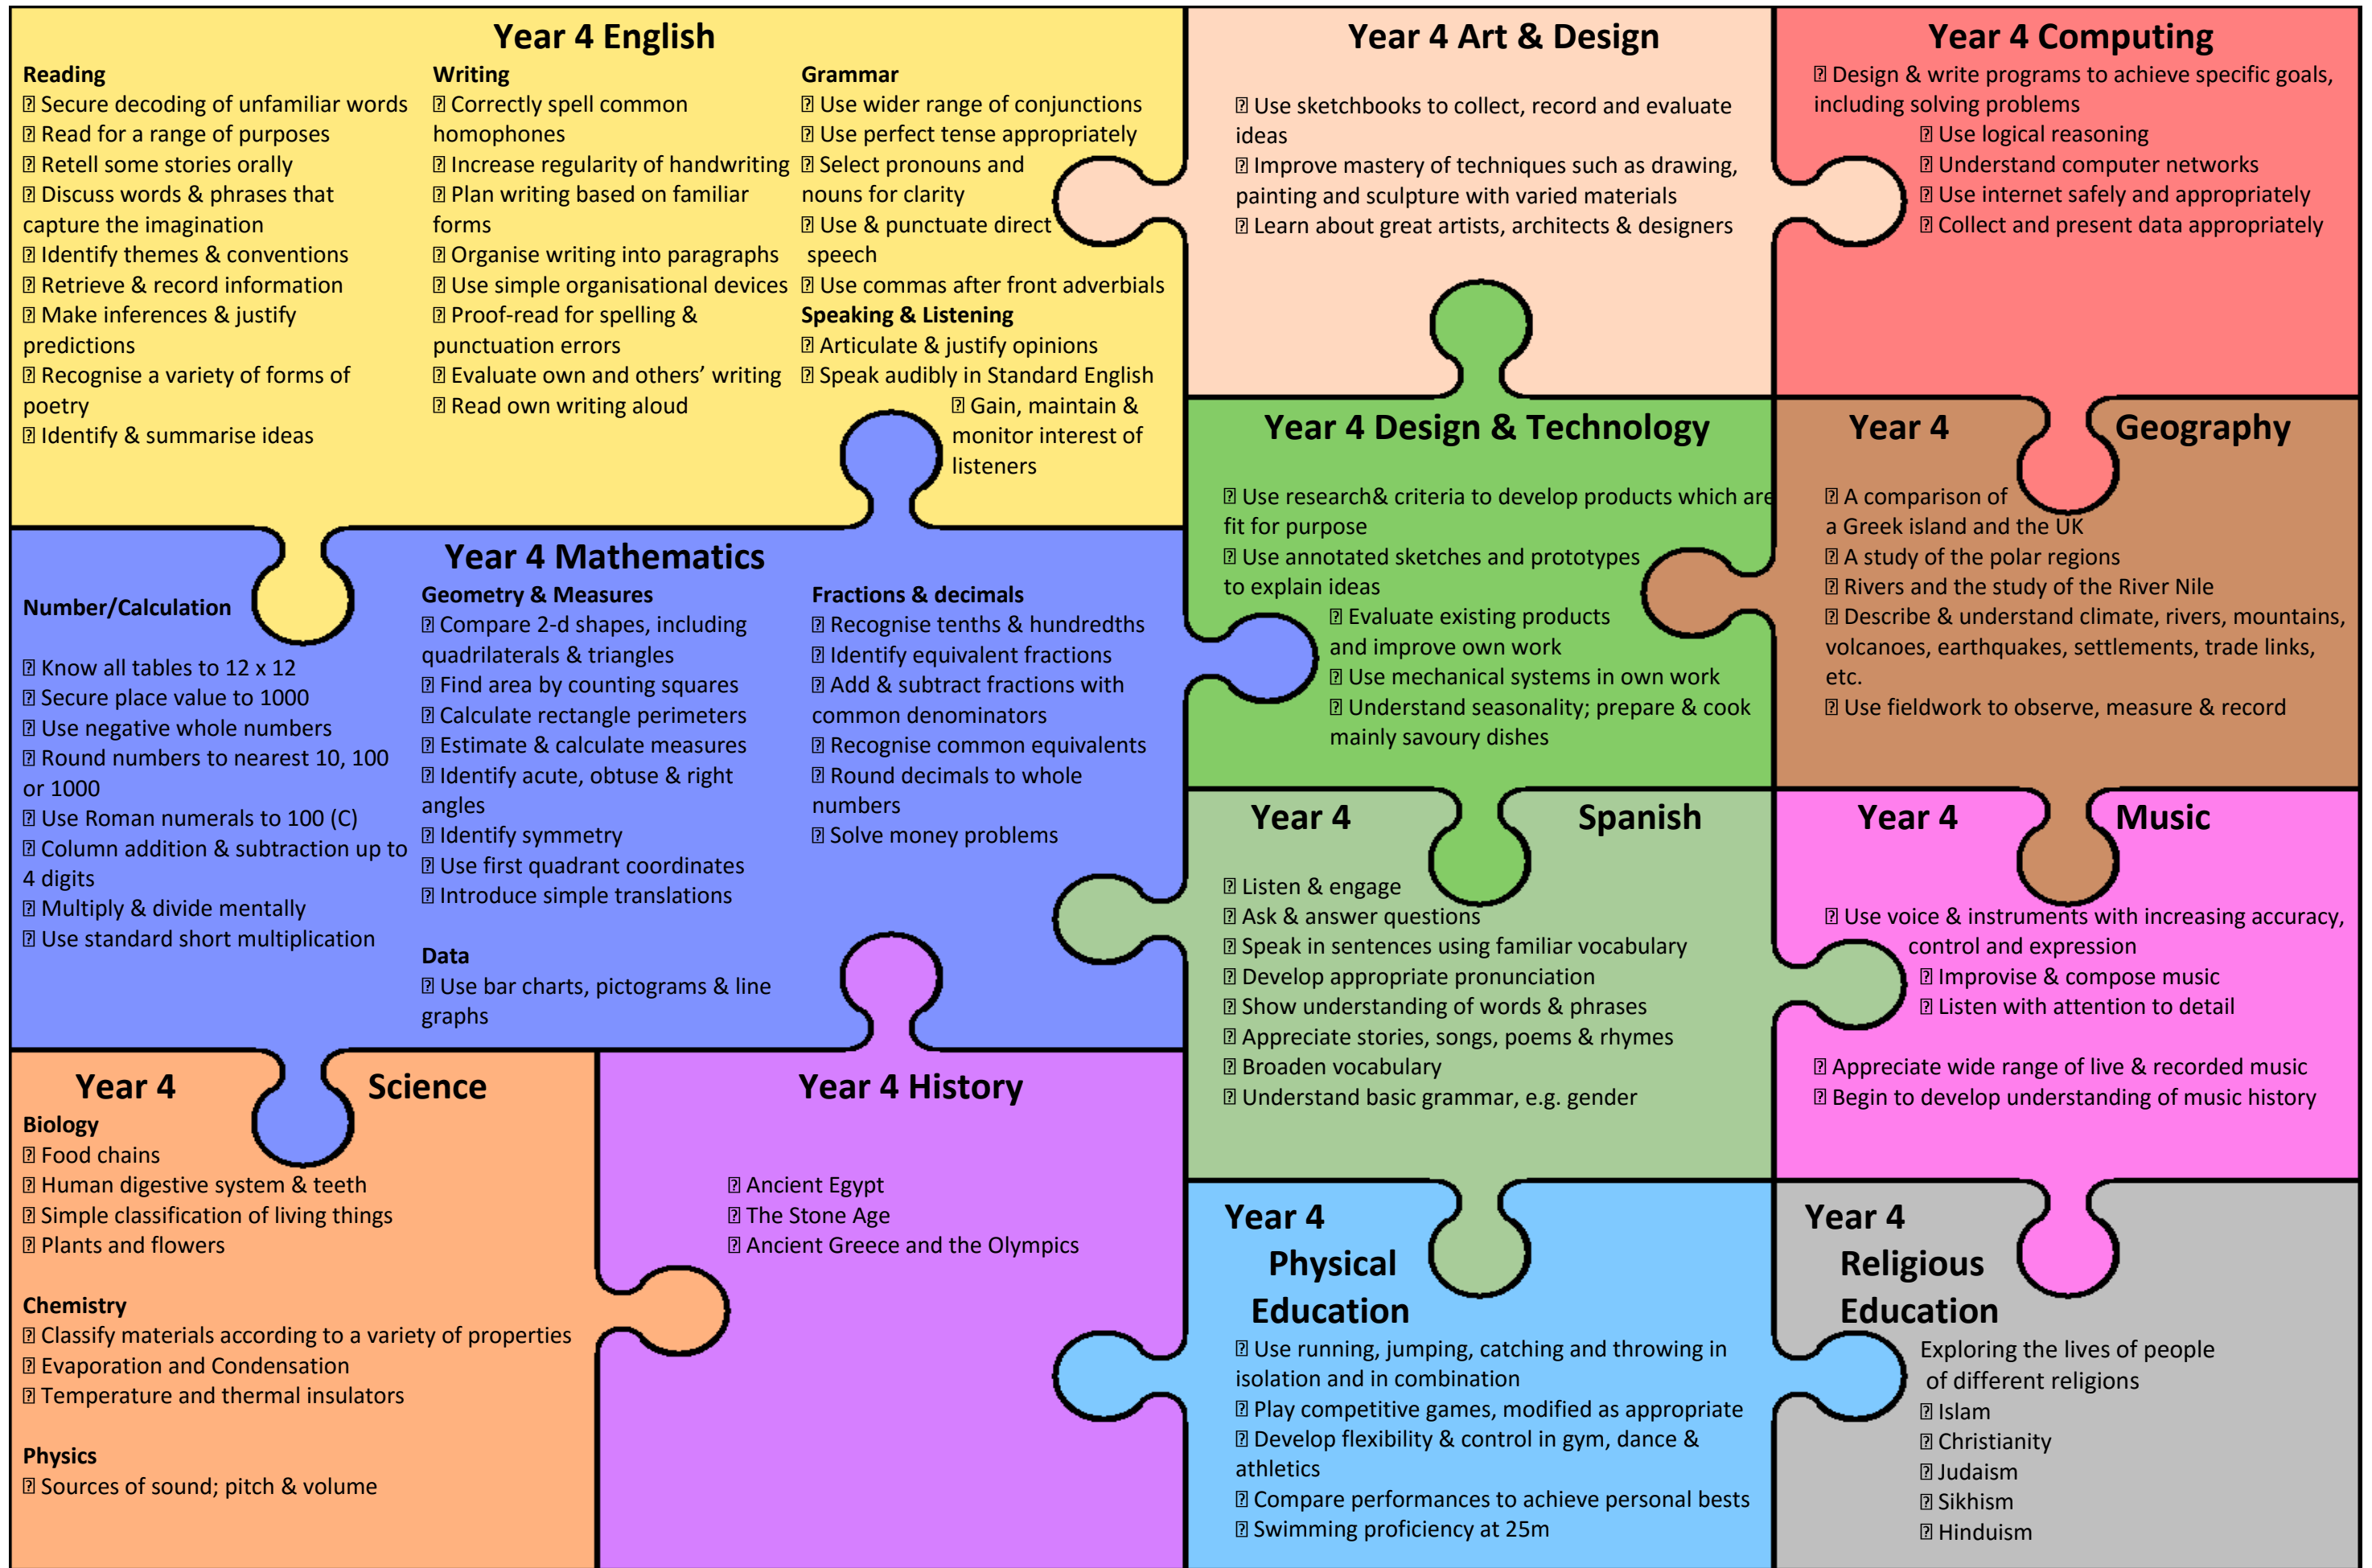 Year 4 English
Reading
⍰ Secure decoding of unfamiliar words
⍰ Read for a range of purposes
⍰ Retell some stories orally
⍰ Discuss words & phrases that
capture the imagination
⍰ Identify themes & conventions
⍰ Retrieve & record information
⍰ Make inferences & justify
predictions
⍰ Recognise a variety of forms of
poetry
⍰ Identify & summarise ideas
Writing
⍰ Correctly spell common
homophones
⍰ Increase regularity of handwriting
⍰ Plan writing based on familiar
forms
⍰ Organise writing into paragraphs
⍰ Use simple organisational devices
⍰ Proof-read for spelling &
punctuation errors
⍰ Evaluate own and others’ writing
⍰ Read own writing aloud
Grammar
⍰ Use wider range of conjunctions
⍰ Use perfect tense appropriately
⍰ Select pronouns and
nouns for clarity
⍰ Use & punctuate direct
speech
⍰ Use commas after front adverbials
Speaking & Listening
⍰ Articulate & justify opinions
⍰ Speak audibly in Standard English
⍰ Gain, maintain &
monitor interest of
listeners
Year 4 Art & Design
⍰ Use sketchbooks to collect, record and evaluate
ideas
⍰ Improve mastery of techniques such as drawing,
painting and sculpture with varied materials
⍰ Learn about great artists, architects & designers
Year 4 Computing
⍰ Design & write programs to achieve specific goals,
including solving problems
⍰ Use logical reasoning
⍰ Understand computer networks
⍰ Use internet safely and appropriately
⍰ Collect and present data appropriately
Year 4 Mathematics
Number/Calculation
⍰ Know all tables to 12 x 12
⍰ Secure place value to 1000
⍰ Use negative whole numbers
⍰ Round numbers to nearest 10, 100
or 1000
⍰ Use Roman numerals to 100 (C)
⍰ Column addition & subtraction up to
4 digits
⍰ Multiply & divide mentally
⍰ Use standard short multiplication
Geometry & Measures
⍰ Compare 2-d shapes, including
quadrilaterals & triangles
⍰ Find area by counting squares
⍰ Calculate rectangle perimeters
⍰ Estimate & calculate measures
⍰ Identify acute, obtuse & right
angles
⍰ Identify symmetry
⍰ Use first quadrant coordinates
⍰ Introduce simple translations
Data
⍰ Use bar charts, pictograms & line
graphs
Fractions & decimals
⍰ Recognise tenths & hundredths
⍰ Identify equivalent fractions
⍰ Add & subtract fractions with
common denominators
⍰ Recognise common equivalents
⍰ Round decimals to whole
numbers
⍰ Solve money problems
Year 4 Design & Technology
⍰ Use research& criteria to develop products which are
fit for purpose
⍰ Use annotated sketches and prototypes
to explain ideas
⍰ Evaluate existing products
and improve own work
⍰ Use mechanical systems in own work
⍰ Understand seasonality; prepare & cook
mainly savoury dishes
Year 4 Geography
⍰ A comparison of
a Greek island and the UK
⍰ A study of the polar regions
⍰ Rivers and the study of the River Nile
⍰ Describe & understand climate, rivers, mountains,
volcanoes, earthquakes, settlements, trade links,
etc.
⍰ Use fieldwork to observe, measure & record
Year 4 Spanish
⍰ Listen & engage
⍰ Ask & answer questions
⍰ Speak in sentences using familiar vocabulary
⍰ Develop appropriate pronunciation
⍰ Show understanding of words & phrases
⍰ Appreciate stories, songs, poems & rhymes
⍰ Broaden vocabulary
⍰ Understand basic grammar, e.g. gender
Year 4 Music
⍰ Use voice & instruments with increasing accuracy,
control and expression
⍰ Improvise & compose music
⍰ Listen with attention to detail
⍰ Appreciate wide range of live & recorded music
⍰ Begin to develop understanding of music history
Year 4 Science
Biology
⍰ Food chains
⍰ Human digestive system & teeth
⍰ Simple classification of living things
⍰ Plants and flowers
Chemistry
⍰ Classify materials according to a variety of properties
⍰ Evaporation and Condensation
⍰ Temperature and thermal insulators
Physics
⍰ Sources of sound; pitch & volume
Year 4 History
⍰ Ancient Egypt
⍰ The Stone Age
⍰ Ancient Greece and the Olympics
Year 4
Physical
Education
⍰ Use running, jumping, catching and throwing in
isolation and in combination
⍰ Play competitive games, modified as appropriate
⍰ Develop flexibility & control in gym, dance &
athletics
⍰ Compare performances to achieve personal bests
⍰ Swimming proficiency at 25m
Year 4
Religious
Education
Exploring the lives of people
of different religions
⍰ Islam
⍰ Christianity
⍰ Judaism
⍰ Sikhism
⍰ Hinduism